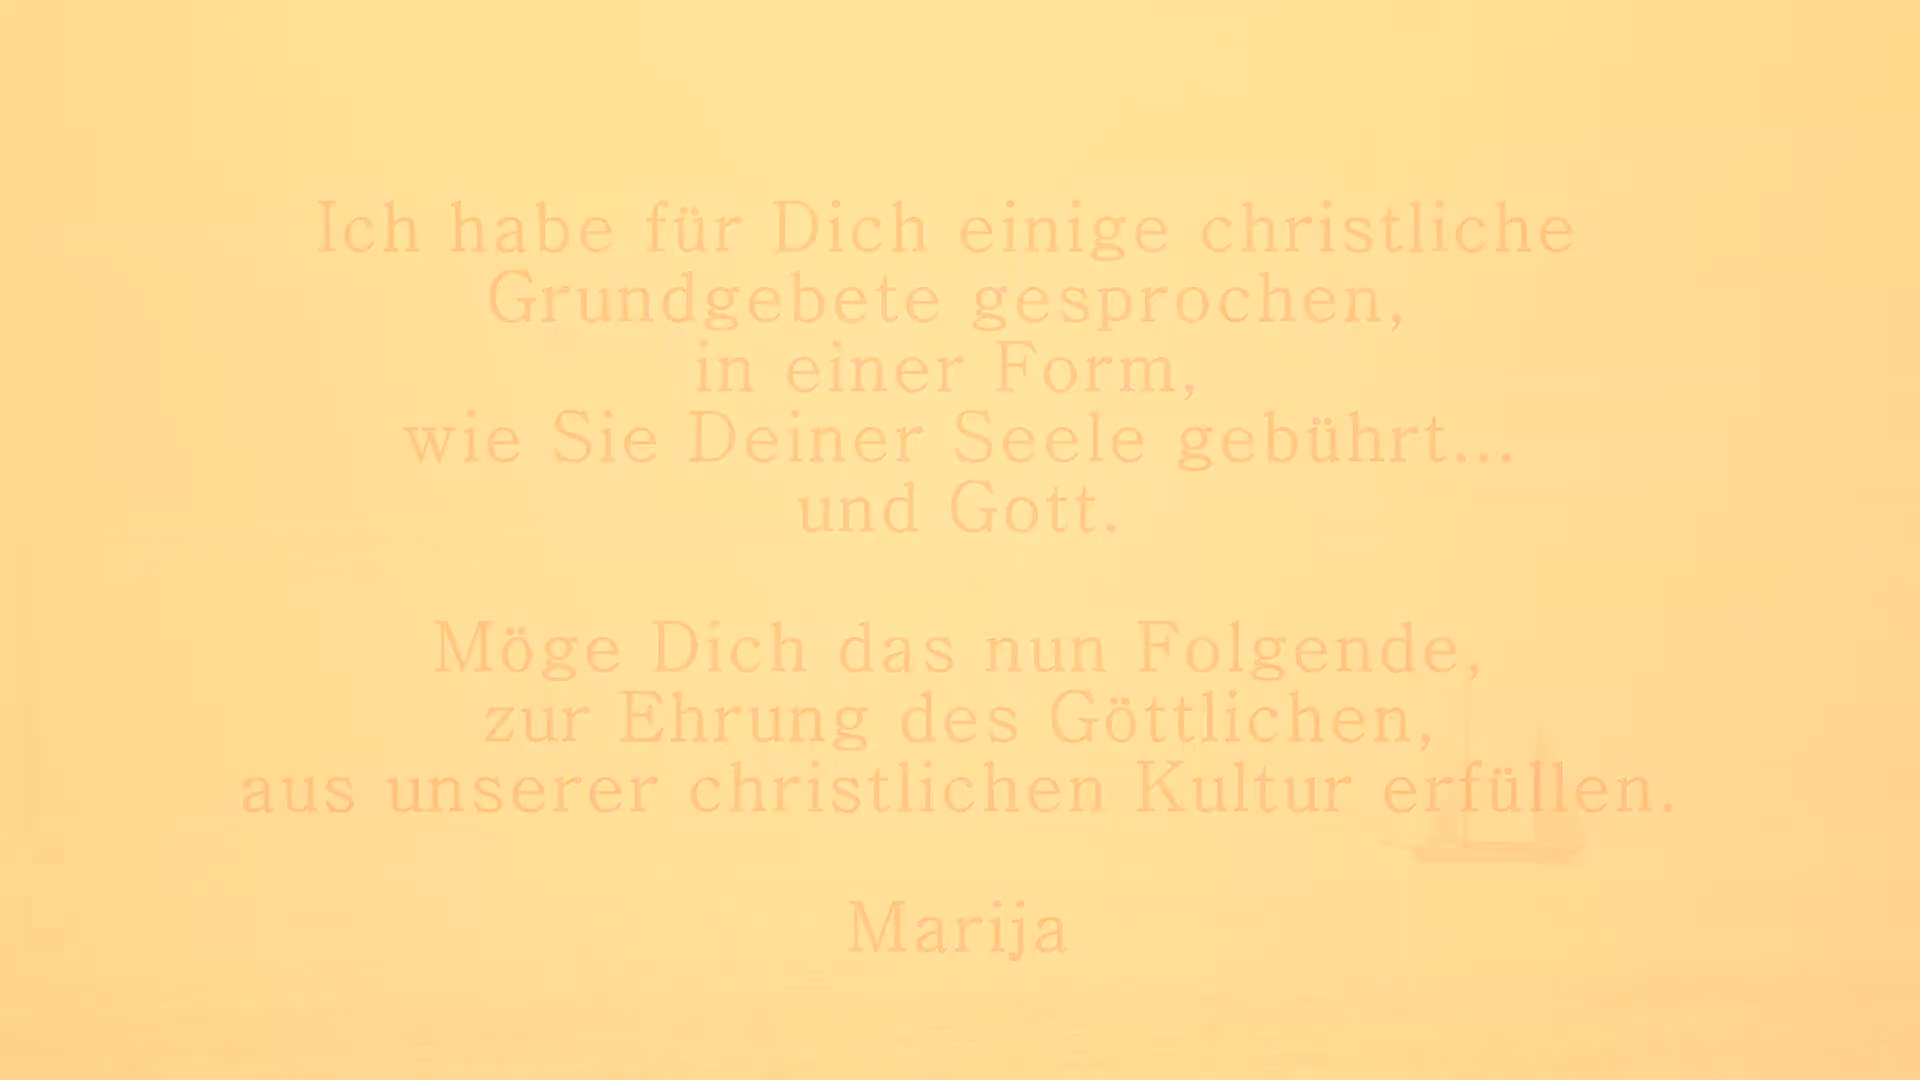 Ich habe für Dich einige christliche
Grundgebete gesprochen,
in einer Form,
wie Sie Deiner Seele gebührt...
und Gott.
Möge Dich das nun Folgende,
zur Ehrung des Göttlichen,
aus unserer christlichen Kultur erfüllen.
Marija